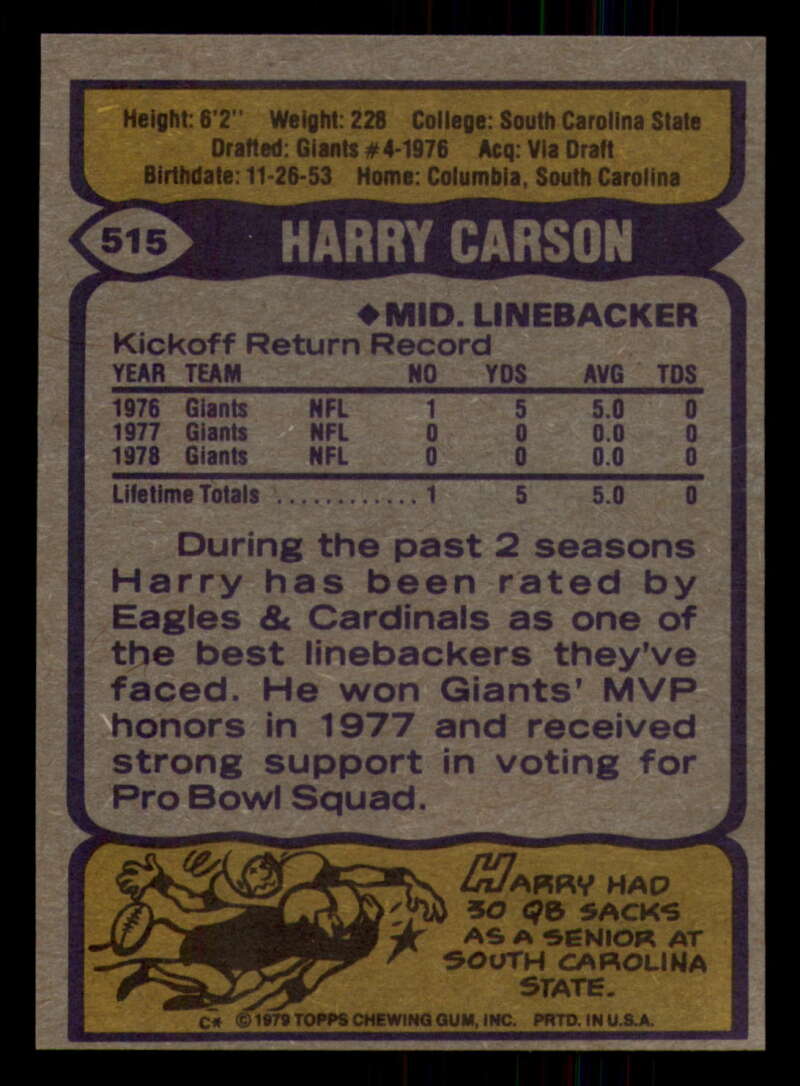 Height: 6'2" Weight: 228 College: South Carolina State
Drafted: Giants #4-1976 Acq: Via Draft
Birthdate: 11-26-53 Home: Columbia, South Carolina
515 HARRY CARSON
◆MID. LINEBACKER
Kickoff Return Record
YEAR TEAM NO YDS AVG TDS
1976 Giants NFL 1 5 5.0 0
1977 Giants NFL 0 0 0.0 0
1978 Giants NFL 0 0 0.0 0
Lifetime Totals ............ 1 5 5.0 0
During the past 2 seasons
Harry has been rated by
Eagles & Cardinals as one of
the best linebackers they've
faced. He won Giants' MVP
honors in 1977 and received
strong support in voting for
Pro Bowl Squad.
HARRY HAD
30 QB SACKS
AS A SENIOR AT
SOUTH CAROLINA
STATE.
C* © 1979 TOPPS CHEWING GUM, INC. PRTD. IN U.S.A.